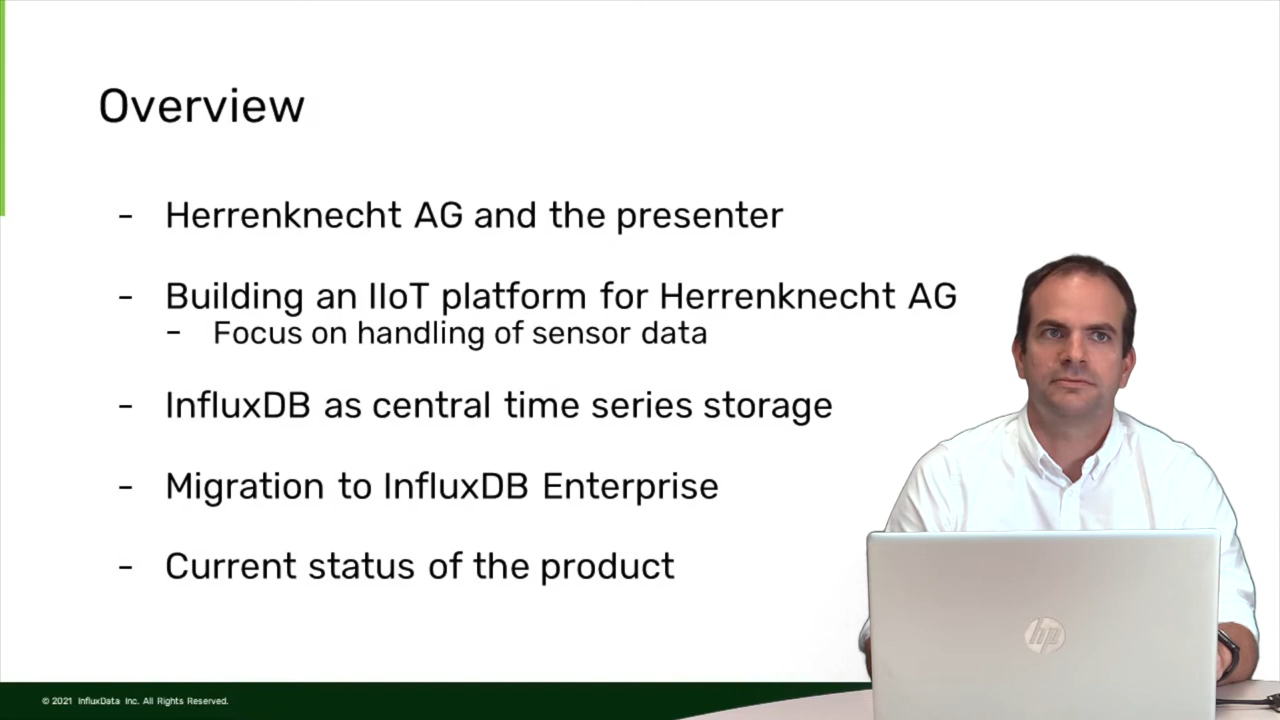 Overview
- Herrenknecht AG and the presenter
- Building an IIoT platform for Herrenknecht AG
- Focus on handling of sensor data
- InfluxDB as central time series storage
- Migration to InfluxDB Enterprise
- Current status of the product
hp
© 2021 InfluxData Inc. All Rights Reserved.